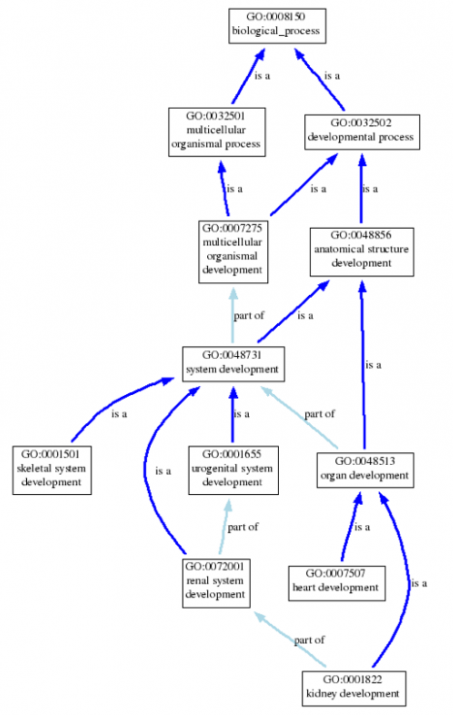 GO:0008150
biological_process
is a
is a
GO:0032501
multicellular
organismal process
GO:0032502
developmental process
is a
is a
is a
GO:0007275
multicellular
organismal
development
GO:0048856
anatomical structure
development
part of
is a
GO:0048731
system development
is a
is a
is a
part of
GO:0001501
skeletal system
development
is a
GO:0001655
urogenital system
development
GO:0048513
organ development
part of
is a
GO:0072001
renal system
development
GO:0007507
heart development
is a
part of
GO:0001822
kidney development